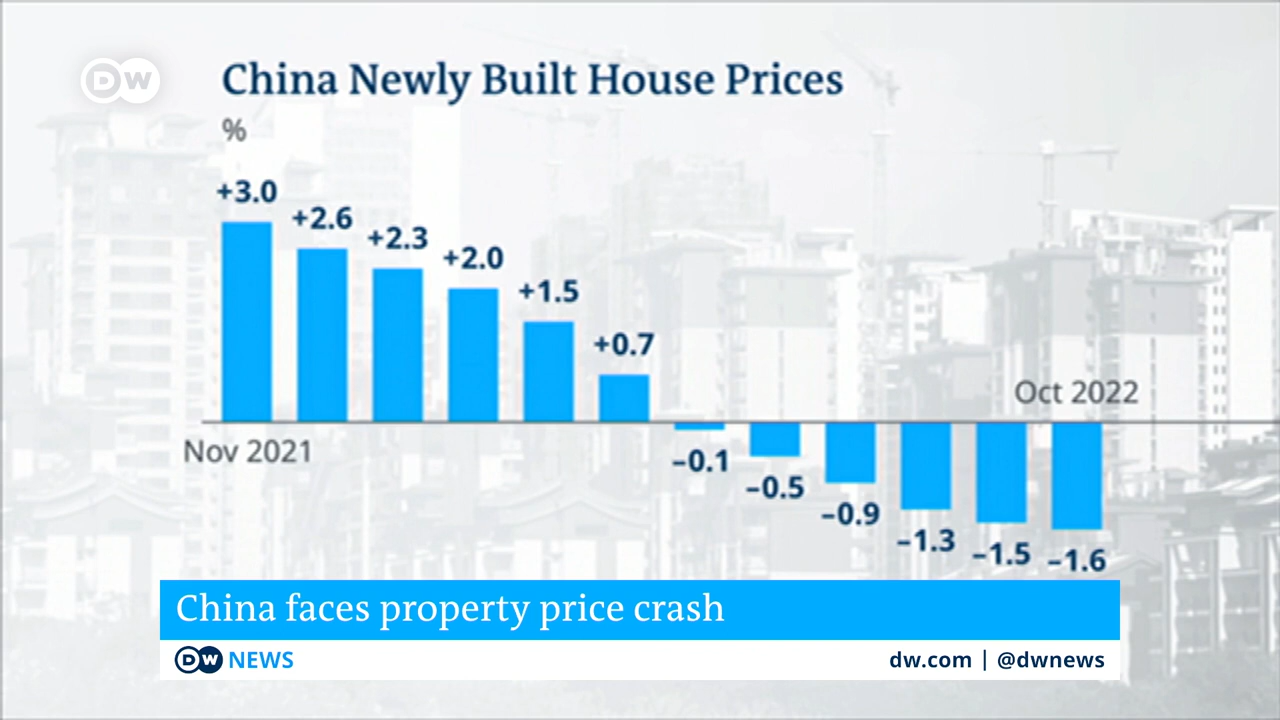 DW
China Newly Built House Prices
%
+3.0
+2.6
+2.3
+2.0
+1.5
+0.7
Oct 2022
Nov 2021
–0.1
–0.5
–0.9
–1.3
–1.5
–1.6
China faces property price crash
DW NEWS
dw.com | @dwnews